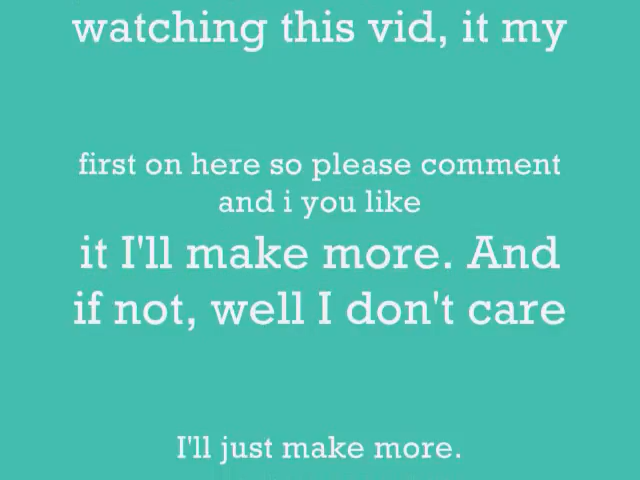 watching this vid, it my
first on here so please comment
and i you like
it I'll make more. And
if not, well I don't care
I'll just make more.